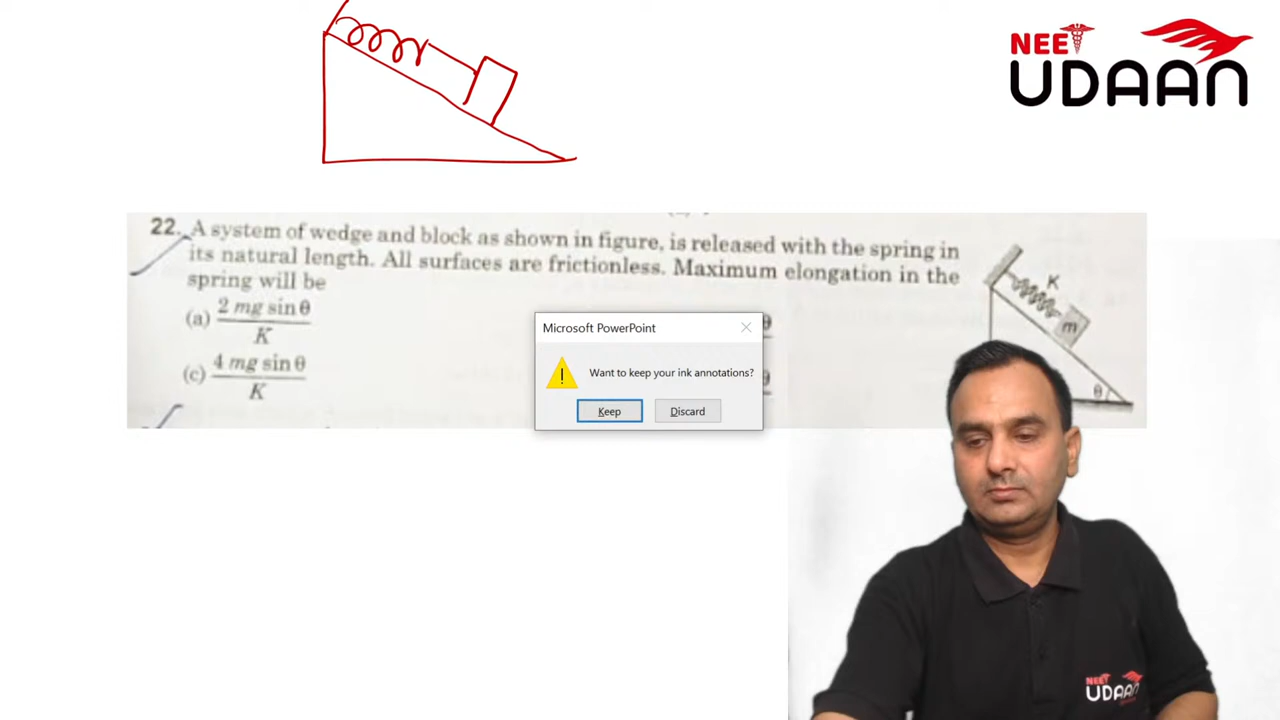 NEET
UDAAN
22. A system of wedge and block as shown in figure, is released with the spring in
its natural length. All surfaces are frictionless. Maximum elongation in the
spring will be
(a) 2 mg sin θ
K
(c) 4 mg sin θ
K
K
m
θ
Microsoft PowerPoint
Want to keep your ink annotations?
Keep
Discard
NEET
UDAAN